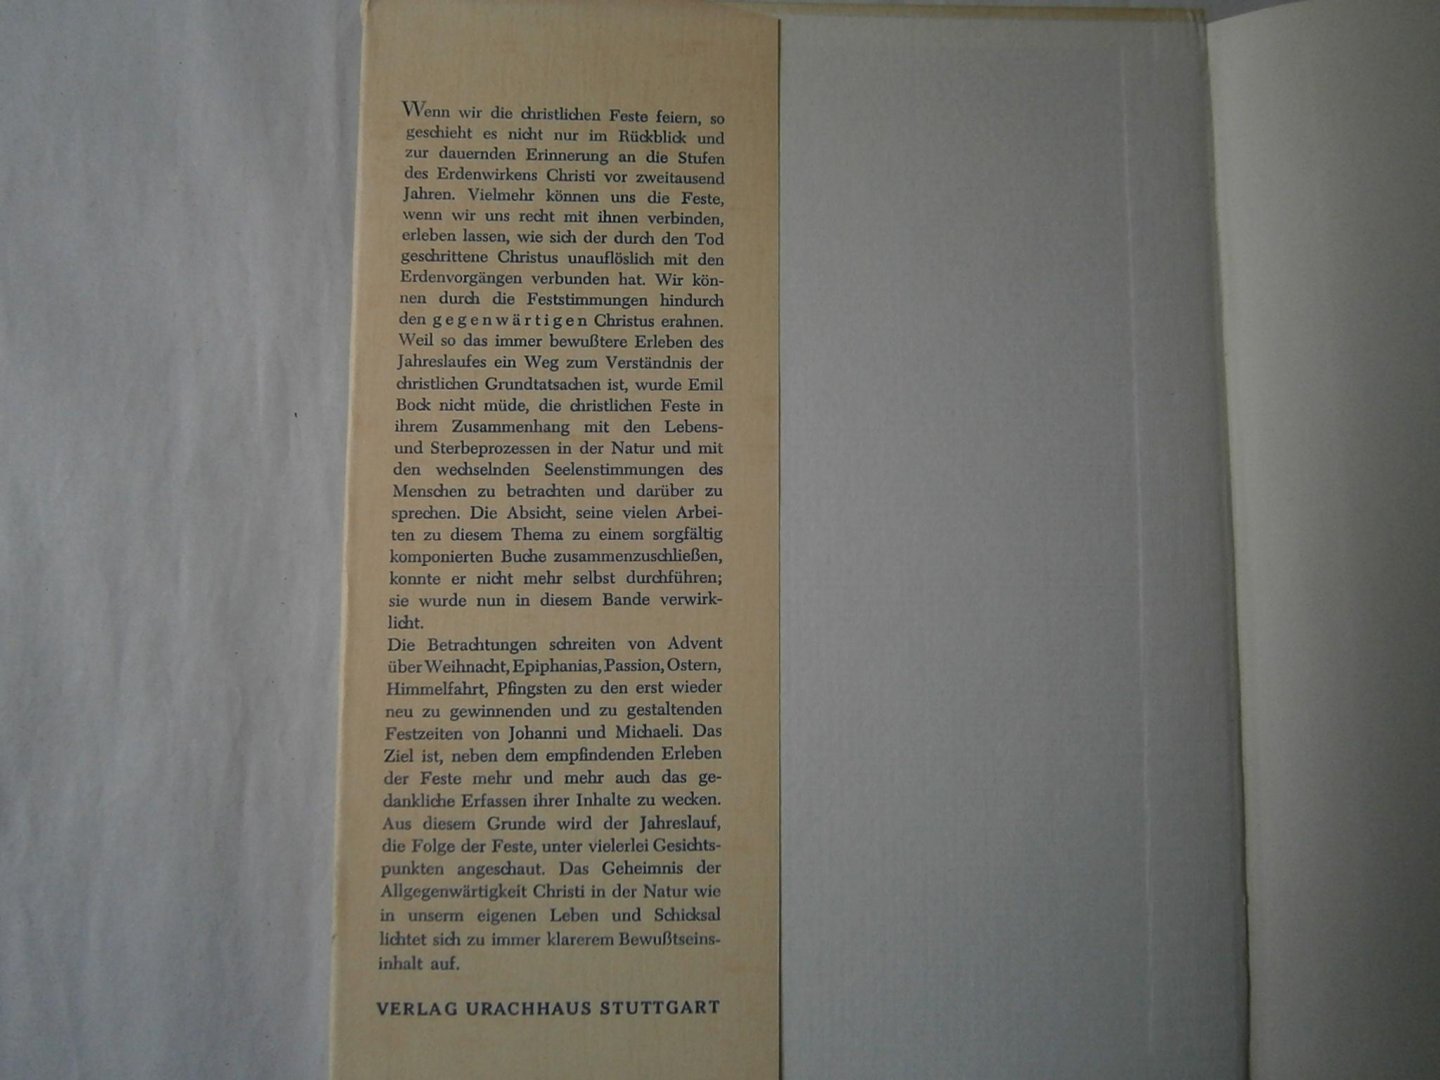 Wenn wir die christlichen Feste feiern, so
geschieht es nicht nur im Rückblick und
zur dauernden Erinnerung an die Stufen
des Erdenwirkens Christi vor zweitausend
Jahren. Vielmehr können uns die Feste,
wenn wir uns recht mit ihnen verbinden,
erleben lassen, wie sich der durch den Tod
geschrittene Christus unauflöslich mit den
Erdenvorgängen verbunden hat. Wir kön-
nen durch die Feststimmungen hindurch
den gegenwärtigen Christus erahnen.
Weil so das immer bewußtere Erleben des
Jahreslaufes ein Weg zum Verständnis der
christlichen Grundtatsachen ist, wurde Emil
Bock nicht müde, die christlichen Feste in
ihrem Zusammenhang mit den Lebens-
und Sterbeprozessen in der Natur und mit
den wechselnden Seelenstimmungen des
Menschen zu betrachten und darüber zu
sprechen. Die Absicht, seine vielen Arbei-
ten zu diesem Thema zu einem sorgfältig
komponierten Buche zusammenzuschließen,
konnte er nicht mehr selbst durchführen;
sie wurde nun in diesem Bande verwirk-
licht.
Die Betrachtungen schreiten von Advent
über Weihnacht, Epiphanias, Passion, Ostern,
Himmelfahrt, Pfingsten zu den erst wieder
neu zu gewinnenden und zu gestaltenden
Festzeiten von Johanni und Michaeli. Das
Ziel ist, neben dem empfindenden Erleben
der Feste mehr und mehr auch das ge-
dankliche Erfassen ihrer Inhalte zu wecken.
Aus diesem Grunde wird der Jahreslauf,
die Folge der Feste, unter vielerlei Gesichts-
punkten angeschaut. Das Geheimnis der
Allgegenwärtigkeit Christi in der Natur wie
in unserm eigenen Leben und Schicksal
lichtet sich zu immer klarerem Bewußtseins-
inhalt auf.
VERLAG URACHHAUS STUTTGART